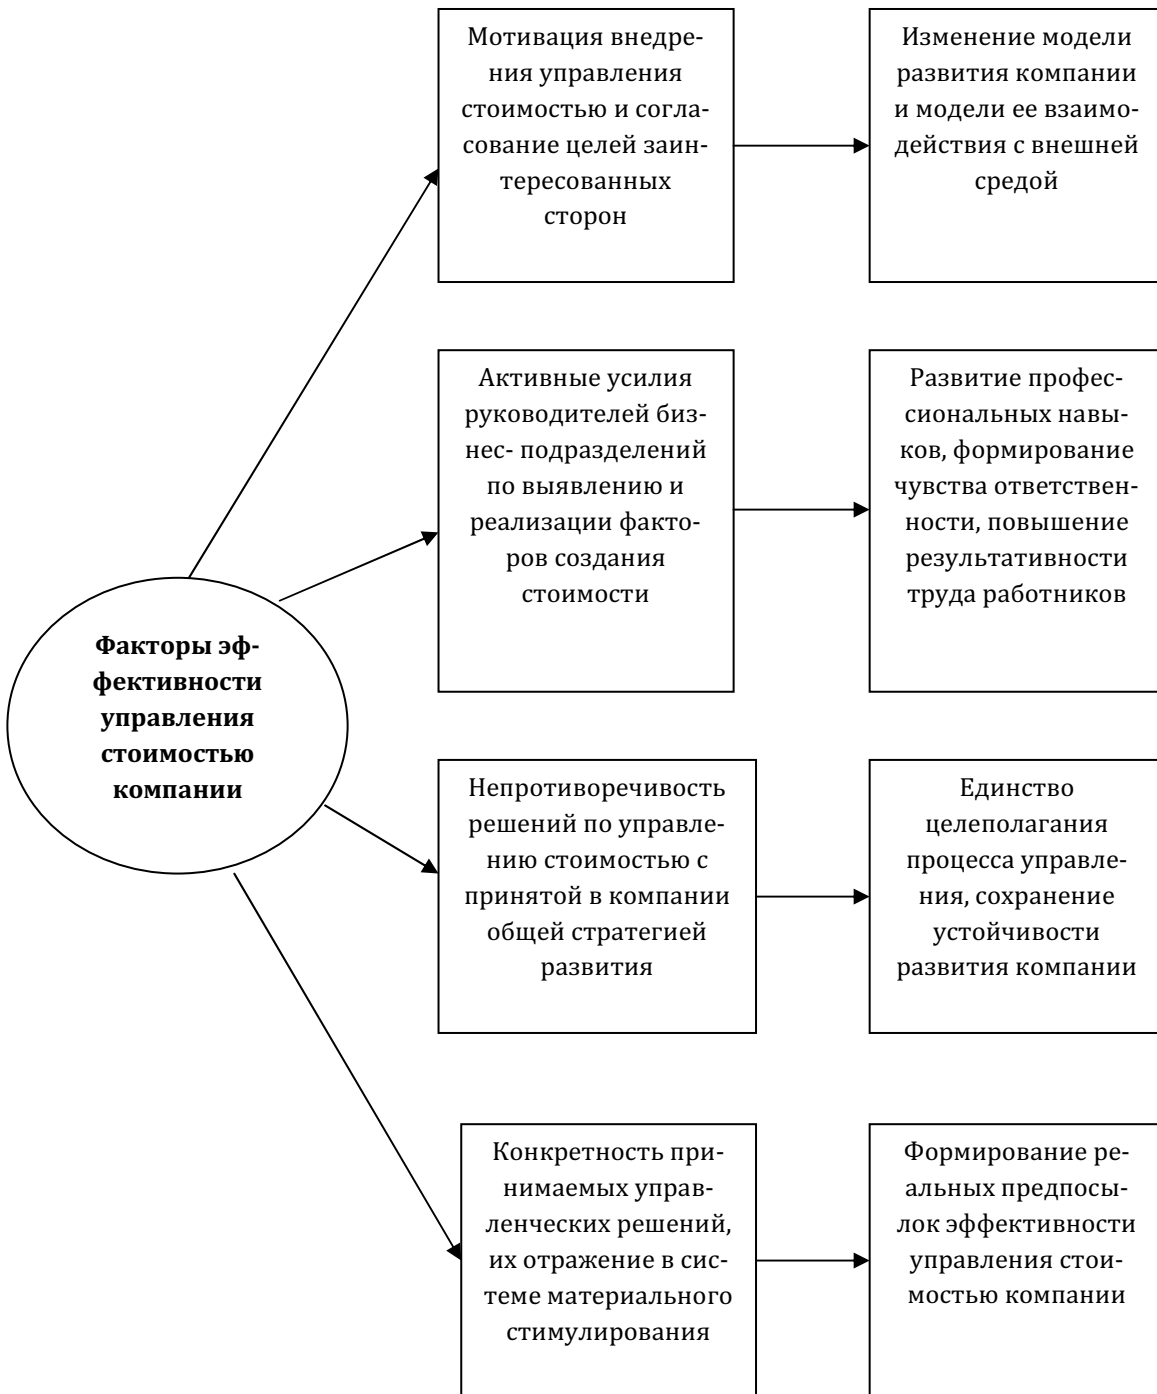 Мотивация внедре-
ния управления
стоимостью и согла-
сование целей заин-
тересованных
сторон
Изменение модели
развития компании
и модели ее взаимо-
действия с внешней
средой
Активные усилия
руководителей биз-
нес- подразделений
по выявлению и
реализации факто-
ров создания
стоимости
Развитие профес-
сиональных навы-
ков, формирование
чувства ответствен-
ности, повышение
результативности
труда работников
Факторы эф-
фективности
управления
стоимостью
компании
Непротиворечивость
решений по управле-
нию стоимостью с
принятой в компании
общей стратегией
развития
Единство
целеполагания
процесса управле-
ния, сохранение
устойчивости
развития компании
Конкретность при-
нимаемых управ-
ленческих решений,
их отражение в сис-
теме материального
стимулирования
Формирование ре-
альных предпосы-
лок эффективности
управления стои-
мостью компании